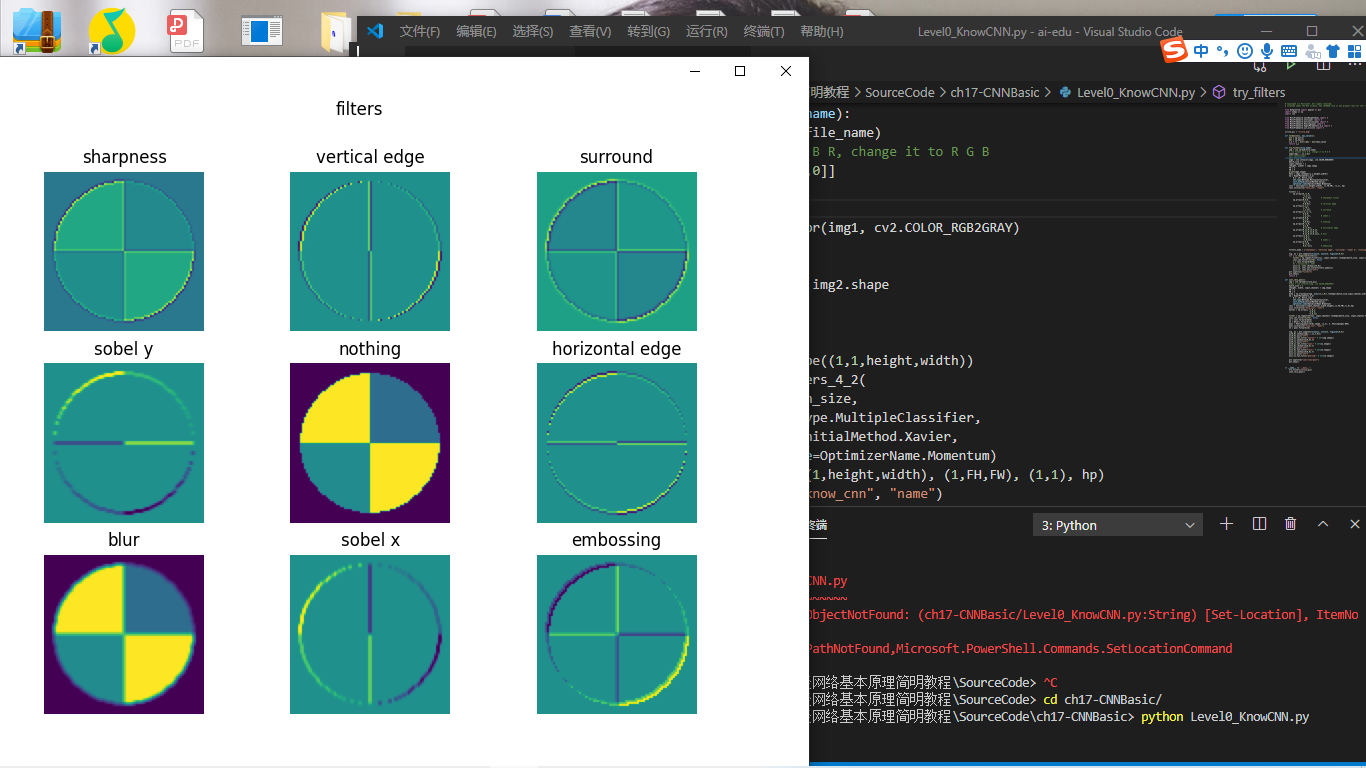 PDF
文件(F) 编辑(E) 选择(S) 查看(V) 转到(G) 运行(R) 终端(T) 帮助(H) Level0_KnowCNN.py - ai-edu - Visual Studio Code
中
明教程 > SourceCode > ch17-CNNBasic > Level0_KnowCNN.py > try_filters
filters
sharpness vertical edge surround
sobel y nothing horizontal edge
blur sobel x embossing
name):
file_name)
B R, change it to R G B
,0]]
or(img1, cv2.COLOR_RGB2GRAY)
img2.shape
pe((1,1,height,width))
ers_4_2(
n_size,
ype.MultipleClassifier,
nitialMethod.Xavier,
e=OptimizerName.Momentum)
(1,height,width), (1,FH,FW), (1,1), hp)
know_cnn", "name")
终端 3: Python
CNN.py
~~~~~~
ObjectNotFound: (ch17-CNNBasic/Level0_KnowCNN.py:String) [Set-Location], ItemNo
PathNotFound,Microsoft.PowerShell.Commands.SetLocationCommand
网络基本原理简明教程\SourceCode> ^C
网络基本原理简明教程\SourceCode> cd ch17-CNNBasic/
网络基本原理简明教程\SourceCode\ch17-CNNBasic> python Level0_KnowCNN.py